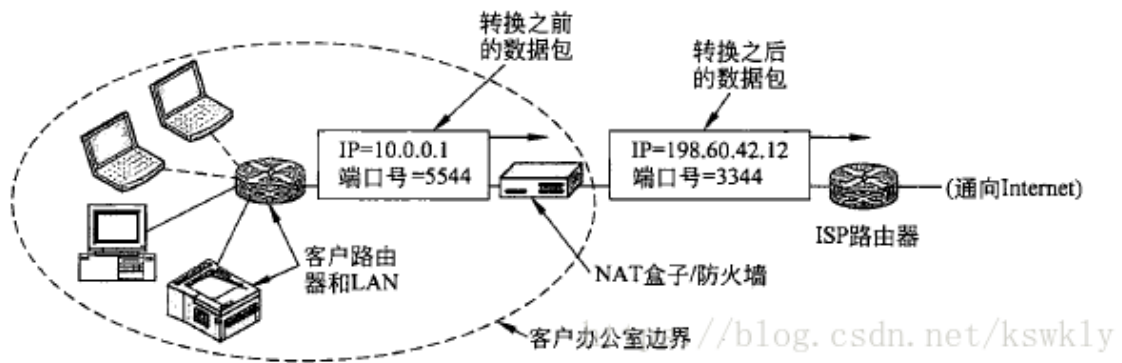 转换之前
的数据包
转换之后
的数据包
IP=10.0.0.1
端口号=5544
IP=198.60.42.12
端口号=3344
(通向Internet)
ISP路由器
客户路由
器和LAN
NAT盒子/防火墙
客户办公室边界
//blog.csdn.net/kswkly